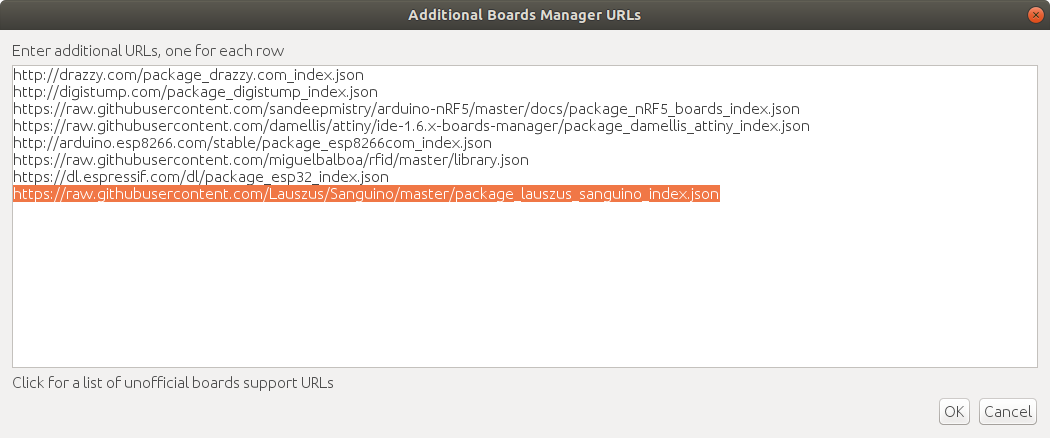 Additional Boards Manager URLs
Enter additional URLs, one for each row
http://drazzy.com/package_drazzy.com_index.json
http://digistump.com/package_digistump_index.json
https://raw.githubusercontent.com/sandeepmistry/arduino-nRF5/master/docs/package_nRF5_boards_index.json
https://raw.githubusercontent.com/damellis/attiny/ide-1.6.x-boards-manager/package_damellis_attiny_index.json
http://arduino.esp8266.com/stable/package_esp8266com_index.json
https://raw.githubusercontent.com/miguelbalboa/rfid/master/library.json
https://dl.espressif.com/dl/package_esp32_index.json
https://raw.githubusercontent.com/Lauszus/Sanguino/master/package_lauszus_sanguino_index.json
Click for a list of unofficial boards support URLs
OK Cancel